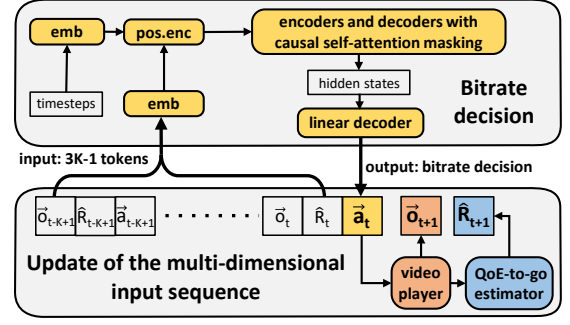 emb
pos.enc
encoders and decoders with
causal self-attention masking
timesteps
hidden states
emb
linear decoder
Bitrate
decision
input: 3K-1 tokens
output: bitrate decision
o⃗t-K+1 R̂t-K+1 a⃗t-K+1 · · · · · · · · · o⃗t R̂t a⃗t o⃗t+1 R̂t+1
Update of the multi-dimensional
input sequence
video
player
QoE-to-go
estimator